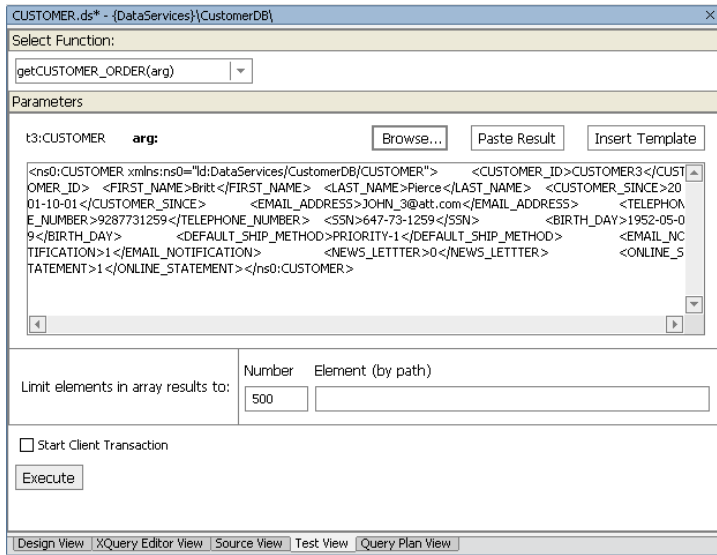 CUSTOMER.ds* - {DataServices}\CustomerDB\
Select Function:
getCUSTOMER_ORDER(arg)
Parameters
t3:CUSTOMER arg: Browse... Paste Result Insert Template
<ns0:CUSTOMER xmlns:ns0="ld:DataServices/CustomerDB/CUSTOMER"> <CUSTOMER_ID>CUSTOMER3</CUST
OMER_ID> <FIRST_NAME>Britt</FIRST_NAME> <LAST_NAME>Pierce</LAST_NAME> <CUSTOMER_SINCE>20
01-10-01</CUSTOMER_SINCE> <EMAIL_ADDRESS>JOHN_3@att.com</EMAIL_ADDRESS> <TELEPHON
E_NUMBER>9287731259</TELEPHONE_NUMBER> <SSN>647-73-1259</SSN> <BIRTH_DAY>1952-05-0
9</BIRTH_DAY> <DEFAULT_SHIP_METHOD>PRIORITY-1</DEFAULT_SHIP_METHOD> <EMAIL_NO
TIFICATION>1</EMAIL_NOTIFICATION> <NEWS_LETTTER>0</NEWS_LETTTER> <ONLINE_S
TATEMENT>1</ONLINE_STATEMENT></ns0:CUSTOMER>
Number Element (by path)
Limit elements in array results to:
500
Start Client Transaction
Execute
Design View XQuery Editor View Source View Test View Query Plan View